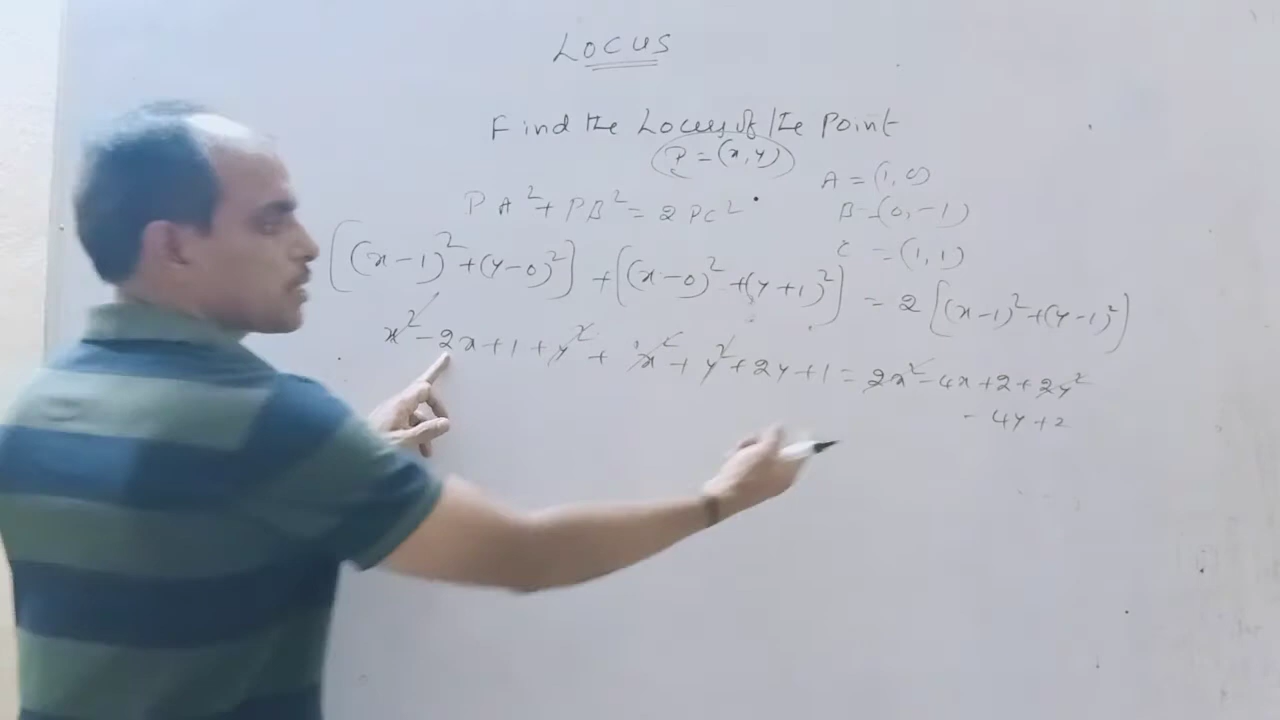 LOCUS
Find the Locus of the Point
P = (x, y)
A = (1, 0)
PA² + PB² = 2PC²
B = (0, -1)
C = (1, 1)
[(x-1)² + (y-0)²] + [(x-0)² + (y+1)²] = 2[(x-1)² + (y-1)²]
x² - 2x + 1 + y² + x² + y² + 2y + 1 = 2x² - 4x + 2 + 2y²
- 4y + 2